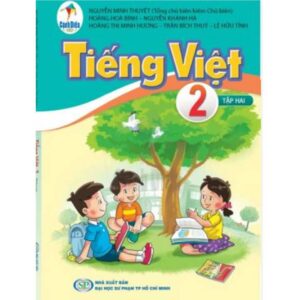 Cánh Diều
NGUYỄN MINH THUYẾT (Tổng chủ biên kiêm Chủ biên)
HOÀNG HOÀ BÌNH – NGUYỄN KHÁNH HÀ
HOÀNG THỊ MINH HƯƠNG – TRẦN BÍCH THUỶ – LÊ HỮU TỈNH
Tiếng Việt
2
TẬP HAI
NHÀ XUẤT BẢN
ĐẠI HỌC SƯ PHẠM TP HỒ CHÍ MINH